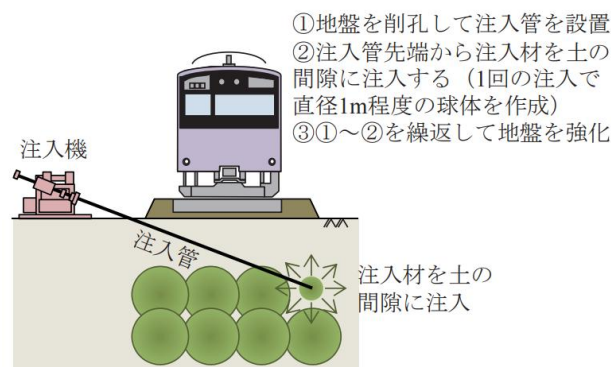 ①地盤を削孔して注入管を設置
②注入管先端から注入材を土の
間隙に注入する（1回の注入で
直径1m程度の球体を作成）
③①～②を繰返して地盤を強化
注入機
注入管
注入材を土の
間隙に注入